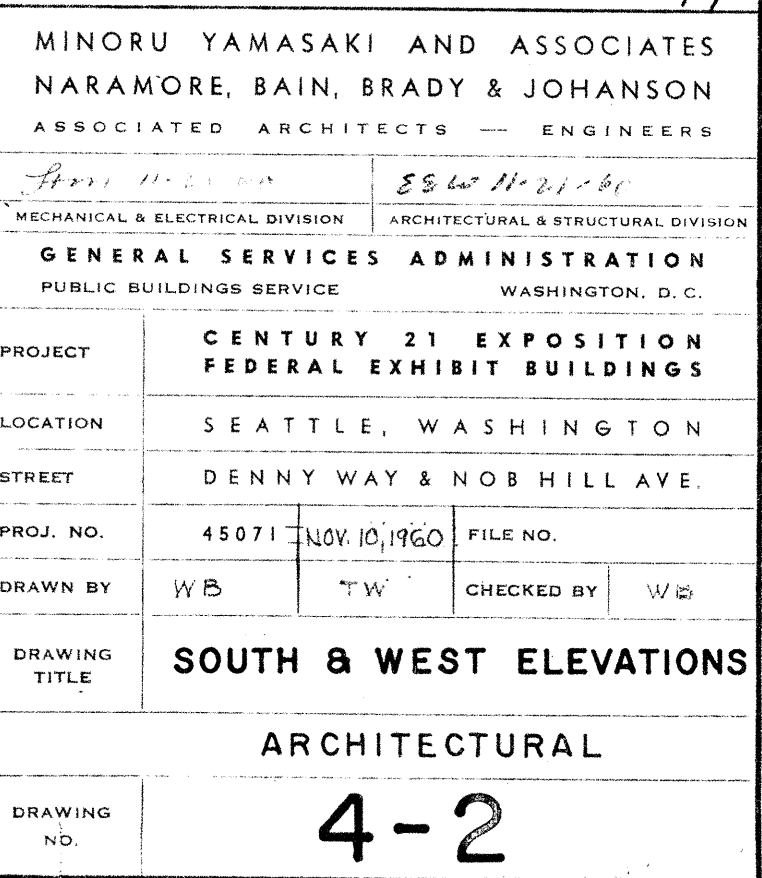 MINORU YAMASAKI AND ASSOCIATES
NARAMORE, BAIN, BRADY & JOHANSON
ASSOCIATED ARCHITECTS — ENGINEERS
11-21-60
MECHANICAL & ELECTRICAL DIVISION ARCHITECTURAL & STRUCTURAL DIVISION
GENERAL SERVICES ADMINISTRATION
PUBLIC BUILDINGS SERVICE WASHINGTON, D.C.
PROJECT CENTURY 21 EXPOSITION
FEDERAL EXHIBIT BUILDINGS
LOCATION SEATTLE, WASHINGTON
STREET DENNY WAY & NOB HILL AVE.
PROJ. NO. 45071 NOV. 10, 1960 FILE NO.
DRAWN BY WB TW CHECKED BY WB
DRAWING TITLE SOUTH & WEST ELEVATIONS
ARCHITECTURAL
DRAWING NO. 4-2